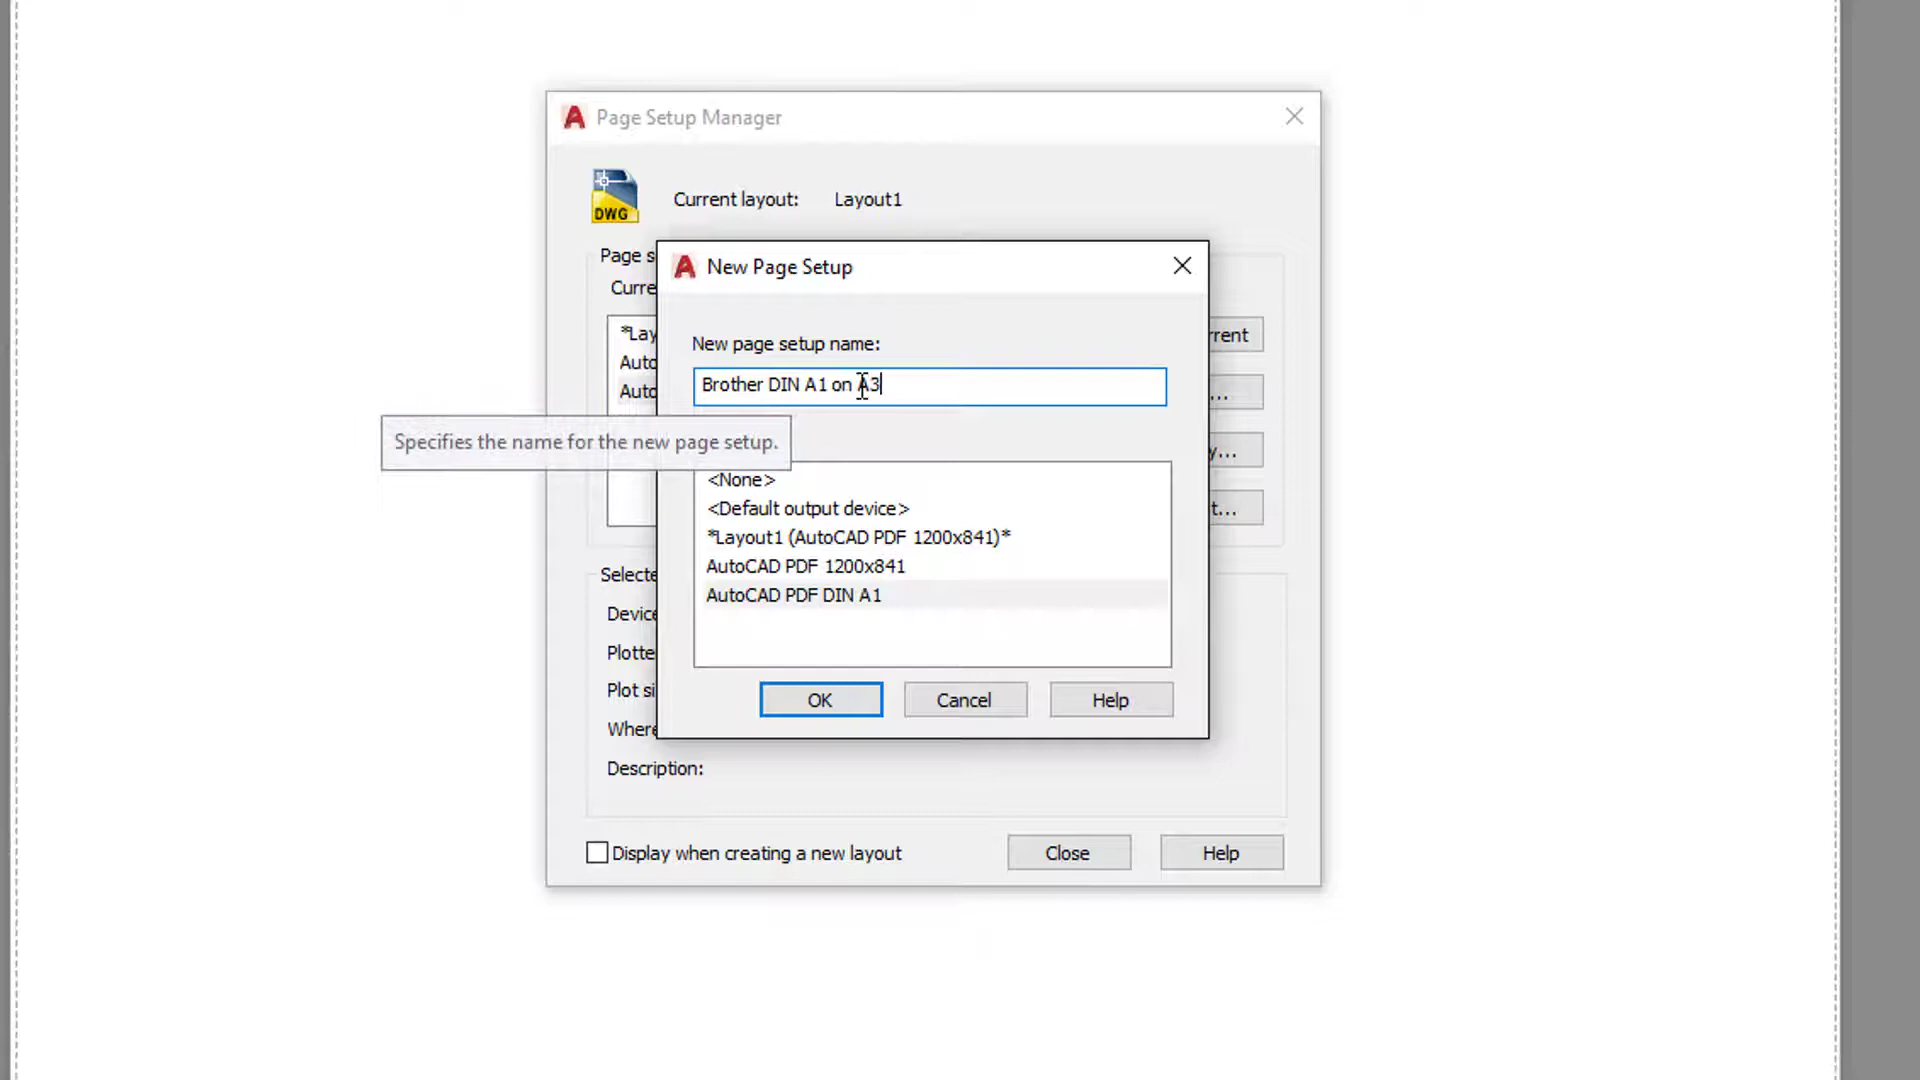 Page Setup Manager
DWG
Current layout: Layout1
Page s
Curre
*Lay
Auto
Auto
rrent
...
y...
t...
New Page Setup
New page setup name:
Brother DIN A1 on A3
Specifies the name for the new page setup.
<None>
<Default output device>
*Layout1 (AutoCAD PDF 1200x841)*
AutoCAD PDF 1200x841
AutoCAD PDF DIN A1
OK Cancel Help
Selecte
Device
Plotte
Plot si
Where
Description:
Display when creating a new layout
Close Help